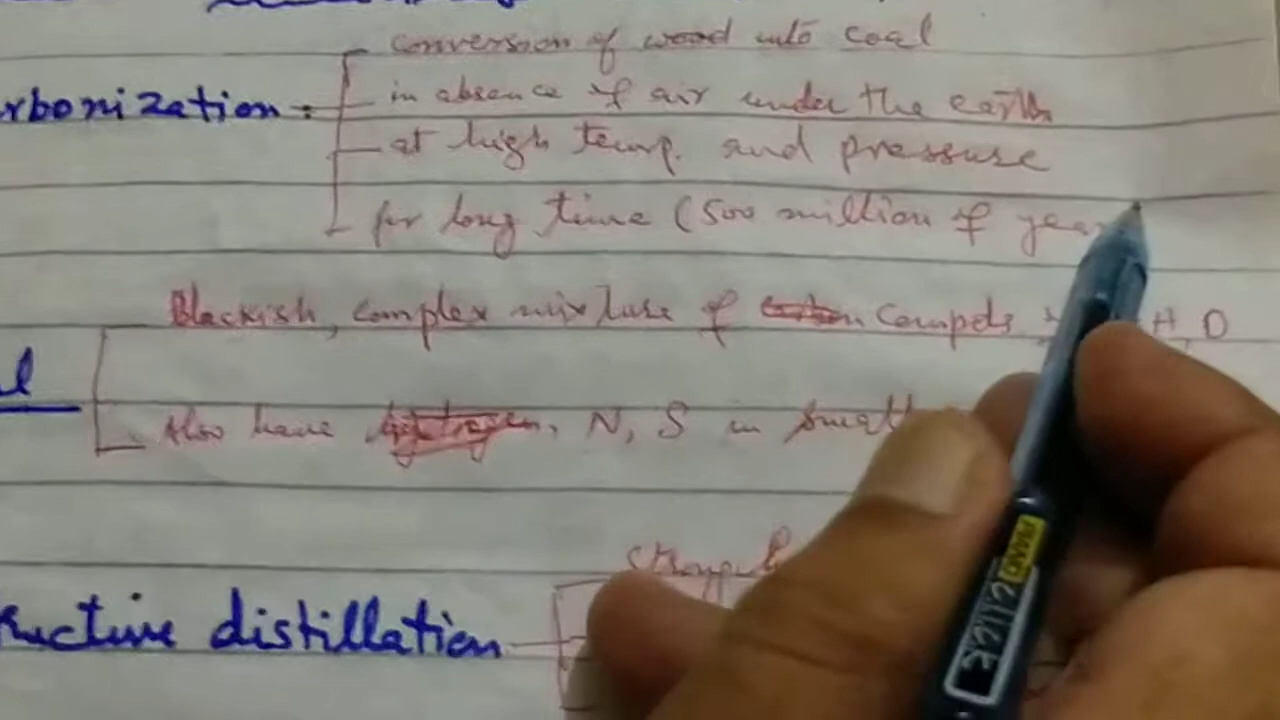 conversion of wood into coal
rbonization :
in absence of air under the earth
at high temp. and pressure
for long time (500 million of year
Blackish, complex mixture of Compds H, O
l
Also have N, S in small
ructive distillation
PIANO